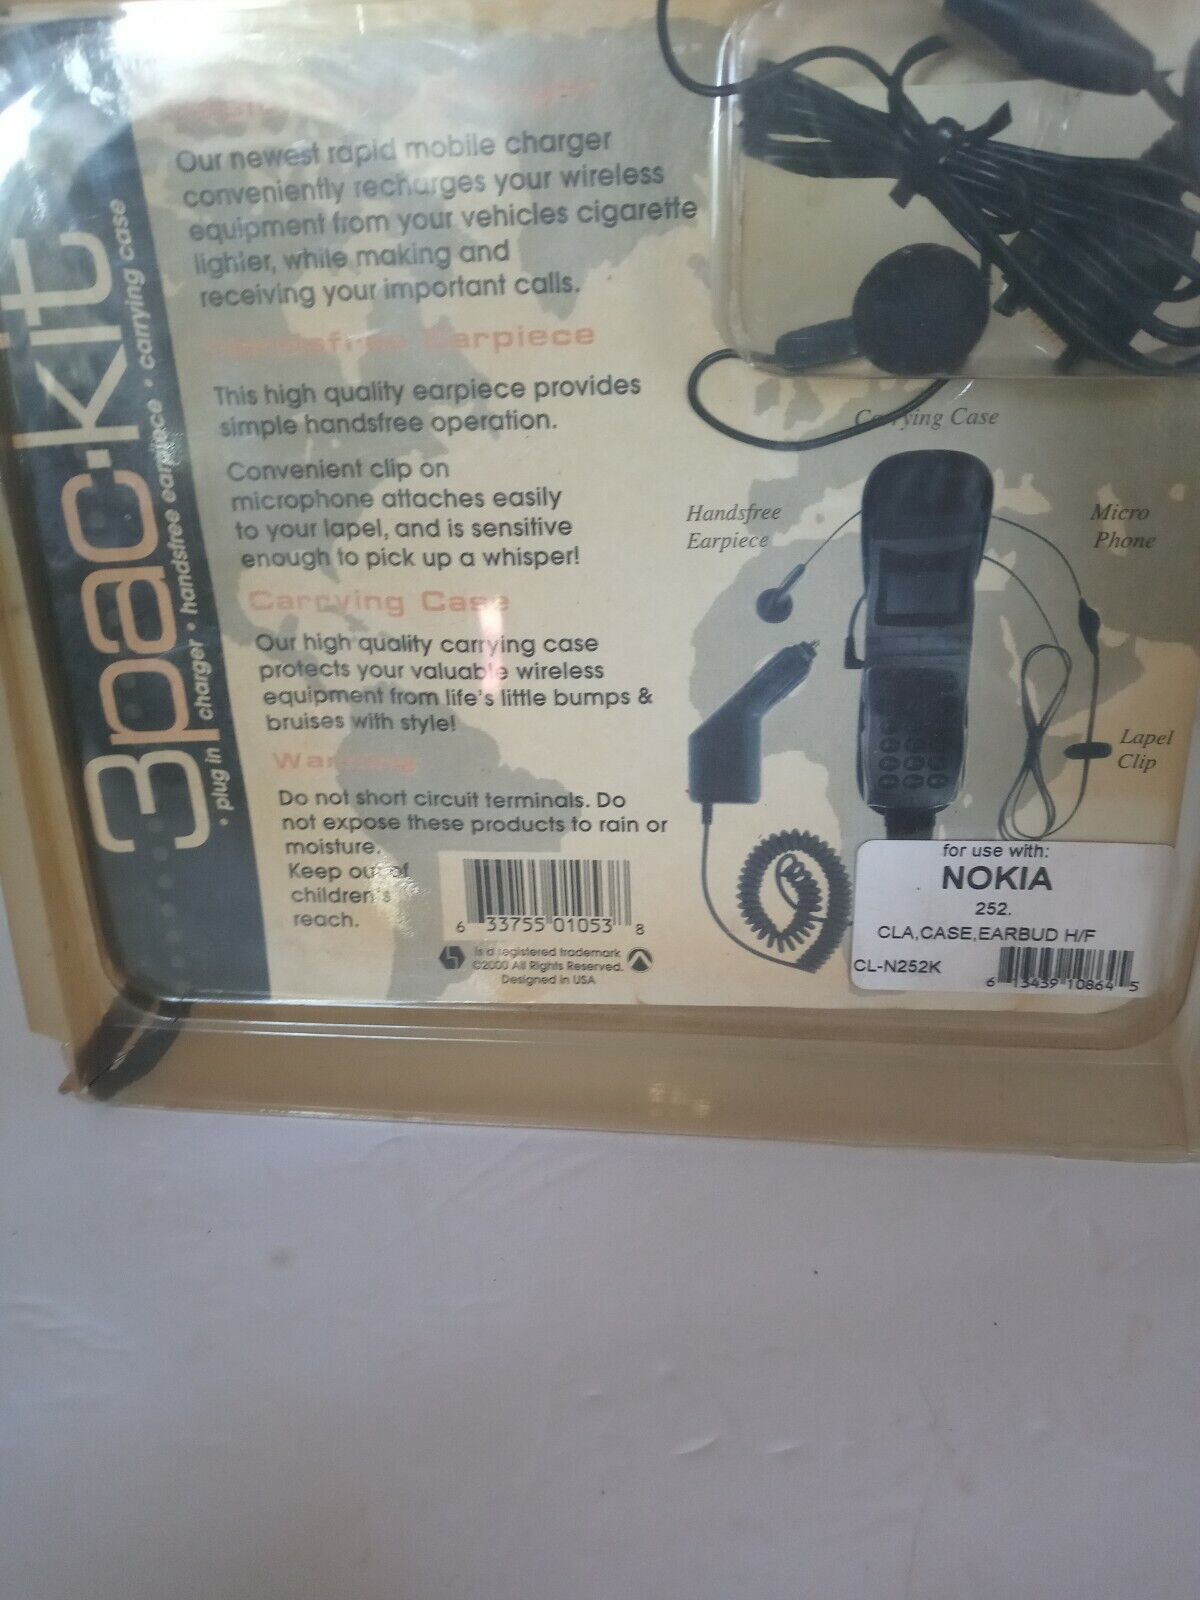 3pac•kit
• plug in charger • handsfree earpiece • carrying case
Our newest rapid mobile charger
conveniently recharges your wireless
equipment from your vehicles cigarette
lighter, while making and
receiving your important calls.
Handsfree Earpiece
This high quality earpiece provides
simple handsfree operation.
Convenient clip on
microphone attaches easily
to your lapel, and is sensitive
enough to pick up a whisper!
Carrying Case
Our high quality carrying case
protects your valuable wireless
equipment from life's little bumps &
bruises with style!
Warning
Do not short circuit terminals. Do
not expose these products to rain or
moisture.
Keep out of
children's
reach.
6 33755 01053 8
is a registered trademark
©2000 All Rights Reserved.
Designed in USA
Carrying Case
Handsfree
Earpiece
Micro
Phone
Lapel
Clip
for use with:
NOKIA
252.
CLA,CASE,EARBUD H/F
CL-N252K
6 13439 10864 5